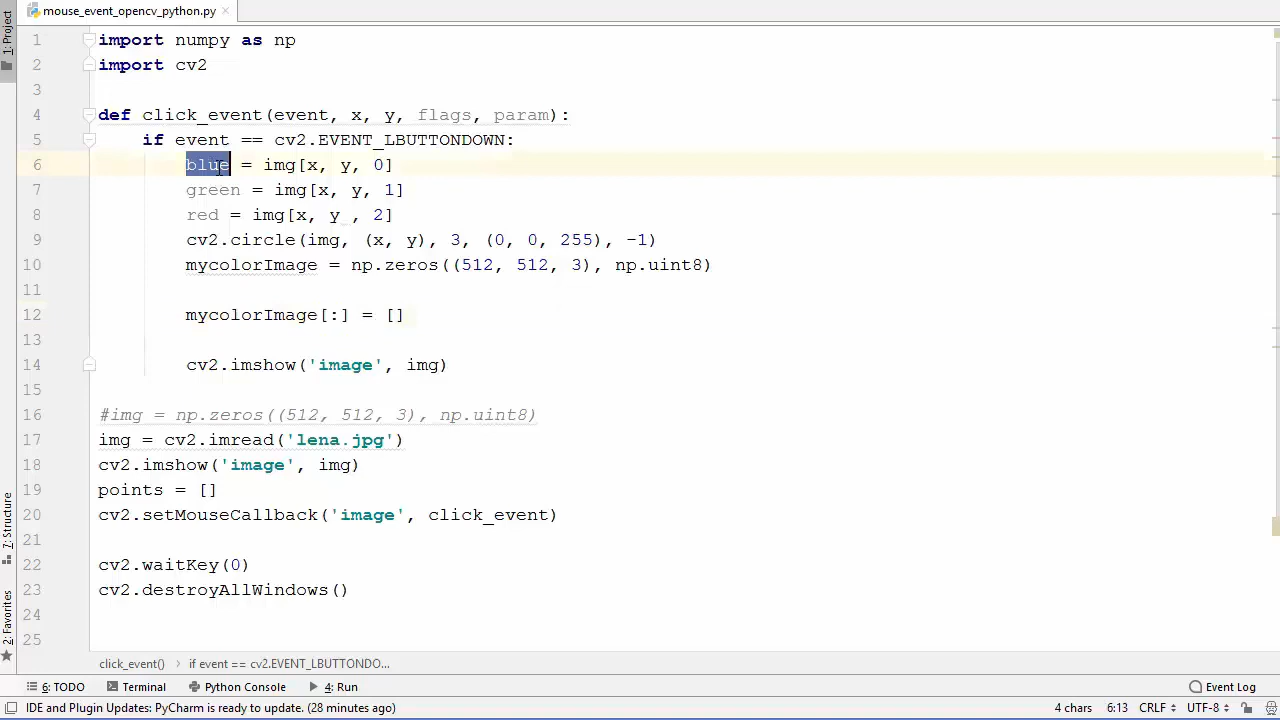 mouse_event_opencv_python.py
1: Project
1 import numpy as np
2 import cv2
3
4 def click_event(event, x, y, flags, param):
5 if event == cv2.EVENT_LBUTTONDOWN:
6 blue = img[x, y, 0]
7 green = img[x, y, 1]
8 red = img[x, y , 2]
9 cv2.circle(img, (x, y), 3, (0, 0, 255), -1)
10 mycolorImage = np.zeros((512, 512, 3), np.uint8)
11
12 mycolorImage[:] = []
13
14 cv2.imshow('image', img)
15
16 #img = np.zeros((512, 512, 3), np.uint8)
17 img = cv2.imread('lena.jpg')
18 cv2.imshow('image', img)
19 points = []
20 cv2.setMouseCallback('image', click_event)
21
22 cv2.waitKey(0)
23 cv2.destroyAllWindows()
24
25
7: Structure
2: Favorites
click_event() if event == cv2.EVENT_LBUTTONDO...
6: TODO Terminal Python Console 4: Run Event Log
IDE and Plugin Updates: PyCharm is ready to update. (28 minutes ago) 4 chars 6:13 CRLF UTF-8